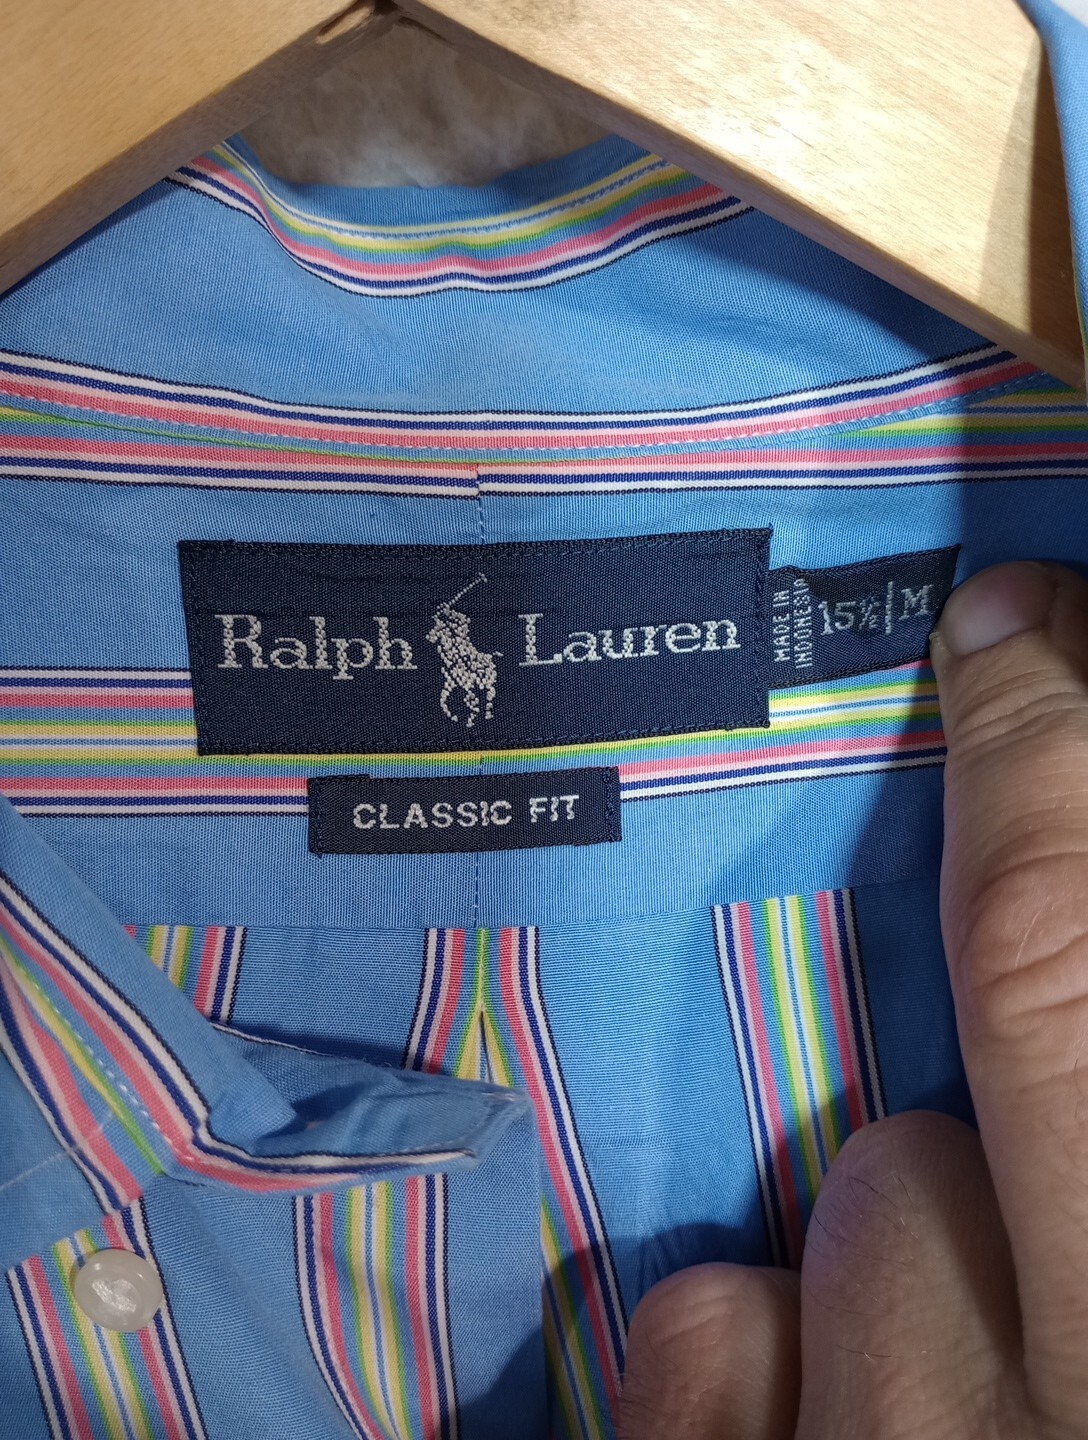 Ralph Lauren
MADE IN
INDONESIA
15½|M
CLASSIC FIT